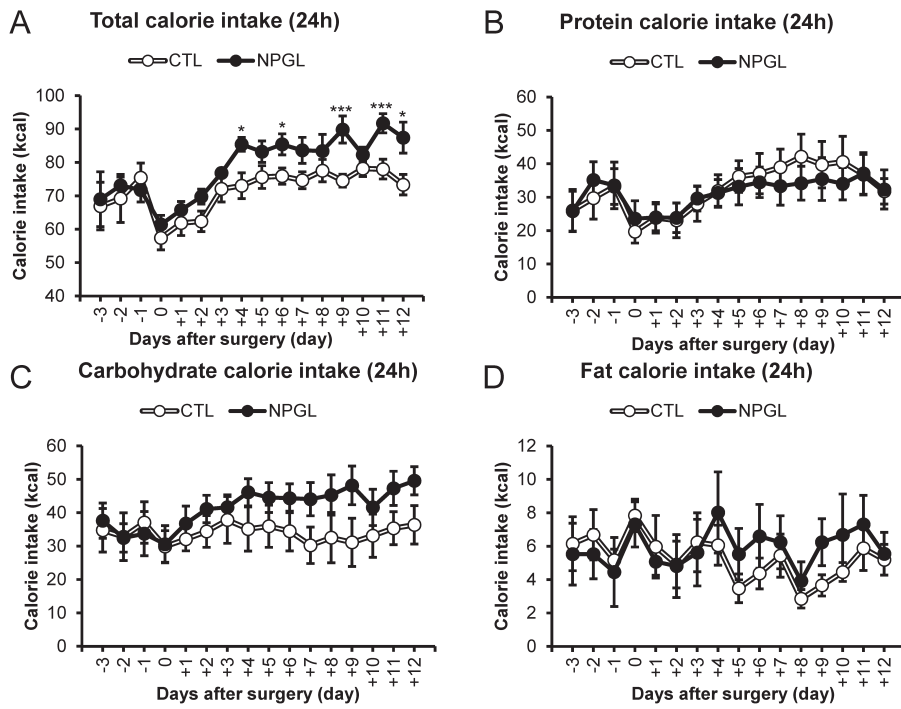 A
Total calorie intake (24h)
CTL NPGL
Calorie intake (kcal)
100
90
80
70
60
50
40
* * *** *** *
-3 -2 -1 0 +1 +2 +3 +4 +5 +6 +7 +8 +9 +10 +11 +12
Days after surgery (day)
B
Protein calorie intake (24h)
CTL NPGL
Calorie intake (kcal)
60
50
40
30
20
10
0
-3 -2 -1 0 +1 +2 +3 +4 +5 +6 +7 +8 +9 +10 +11 +12
Days after surgery (day)
C
Carbohydrate calorie intake (24h)
CTL NPGL
Calorie intake (kcal)
60
50
40
30
20
10
0
-3 -2 -1 0 +1 +2 +3 +4 +5 +6 +7 +8 +9 +10 +11 +12
Days after surgery (day)
D
Fat calorie intake (24h)
CTL NPGL
Calorie intake (kcal)
12
10
8
6
4
2
0
-3 -2 -1 0 +1 +2 +3 +4 +5 +6 +7 +8 +9 +10 +11 +12
Days after surgery (day)